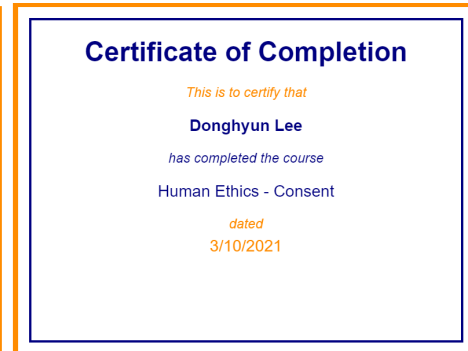 Certificate of Completion
This is to certify that
Donghyun Lee
has completed the course
Human Ethics - Consent
dated
3/10/2021